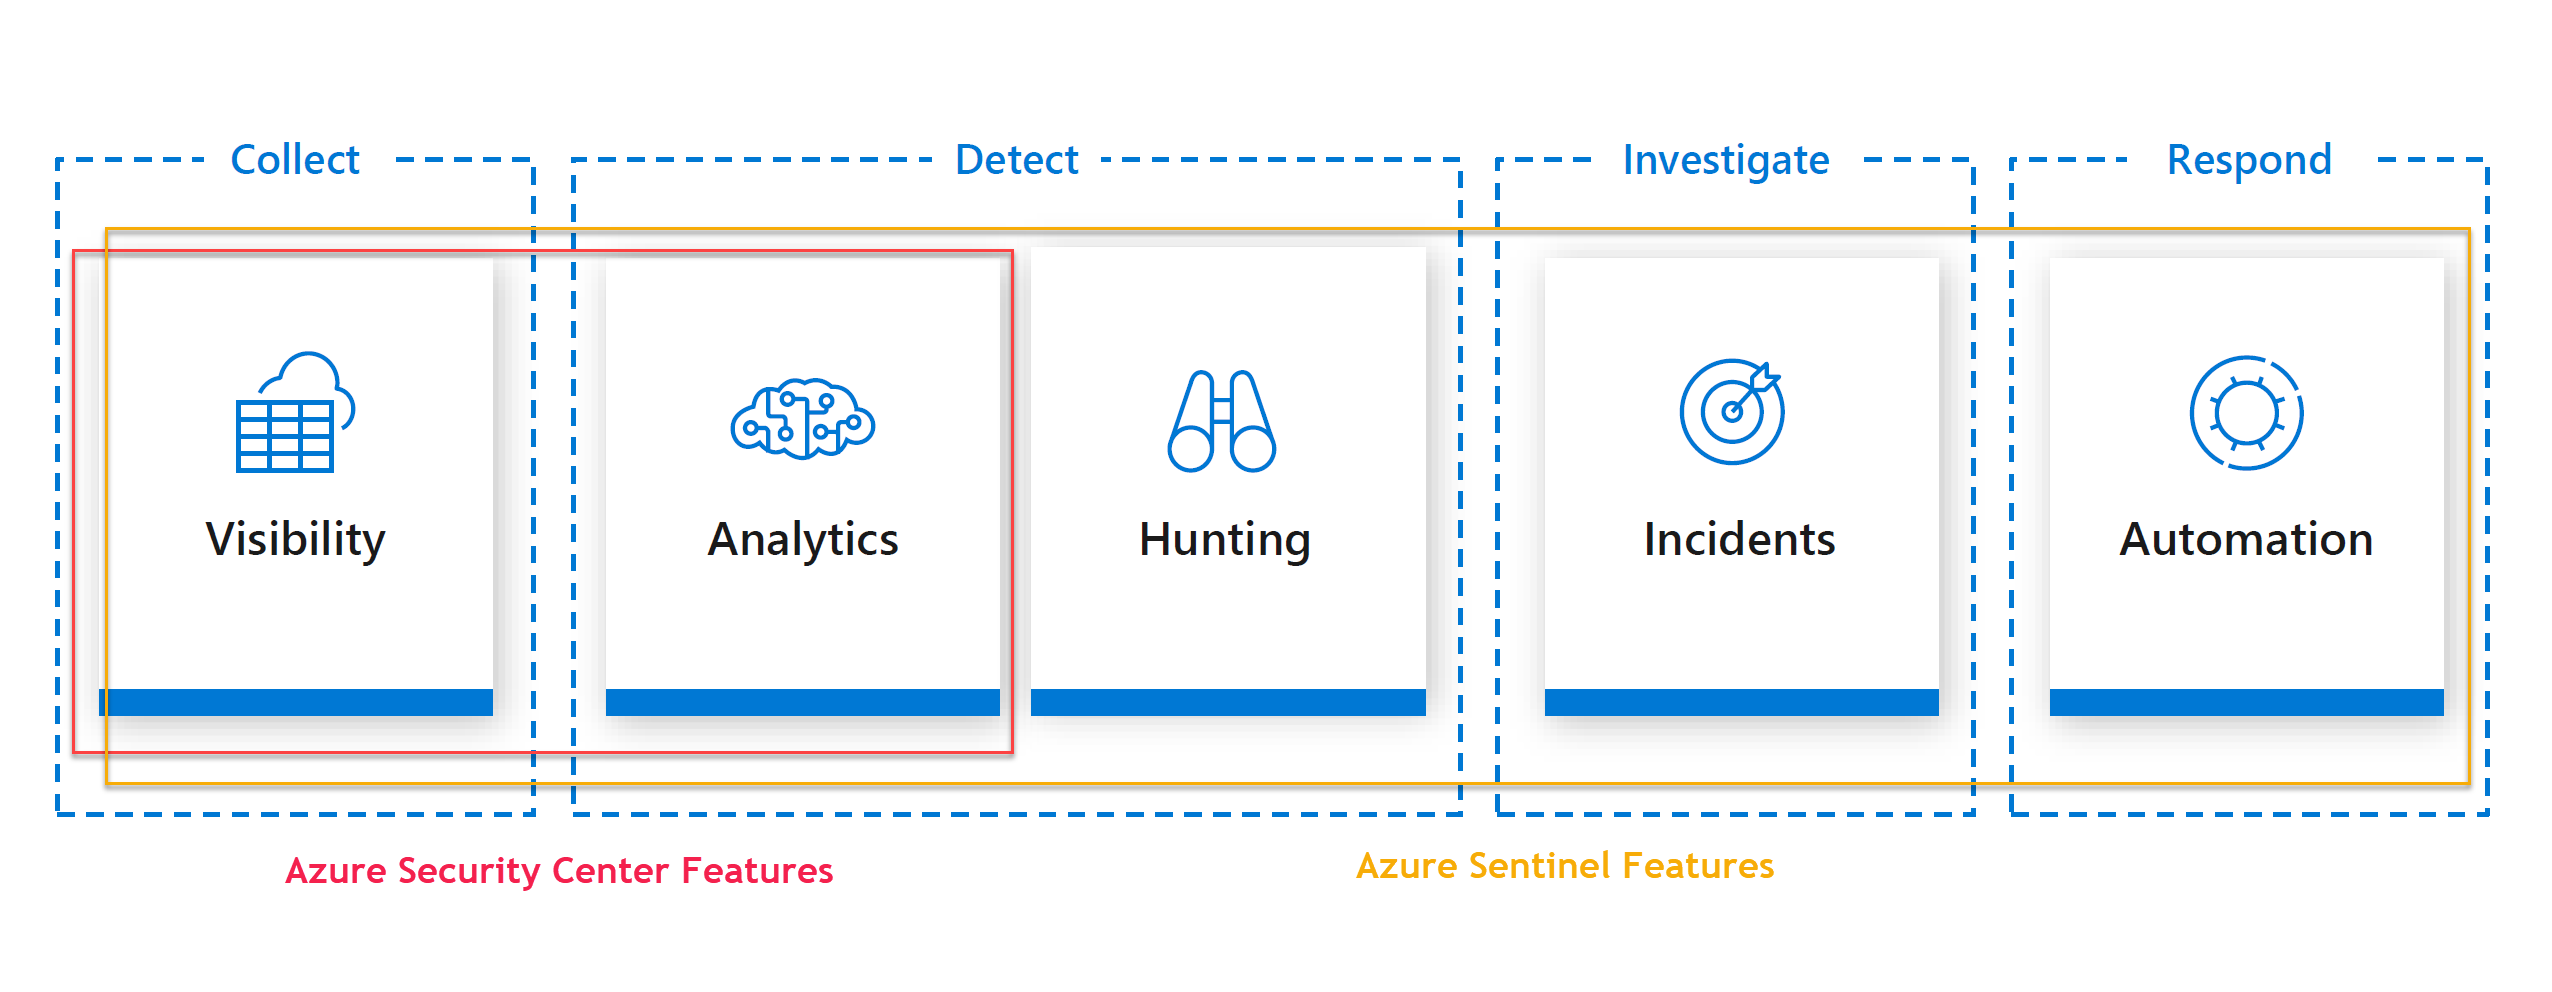 Collect
Detect
Investigate
Respond
Visibility
Analytics
Hunting
Incidents
Automation
Azure Security Center Features
Azure Sentinel Features